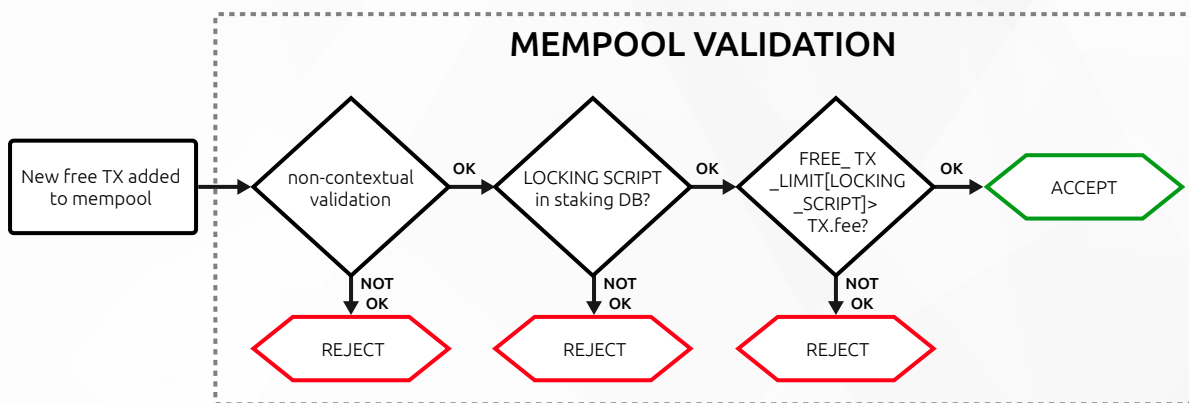 MEMPOOL VALIDATION
New free TX added
to mempool
non-contextual
validation
OK
LOCKING SCRIPT
in staking DB?
OK
FREE_ TX
_LIMIT[LOCKING
_SCRIPT]>
TX.fee?
OK
ACCEPT
NOT
OK
NOT
OK
NOT
OK
REJECT
REJECT
REJECT